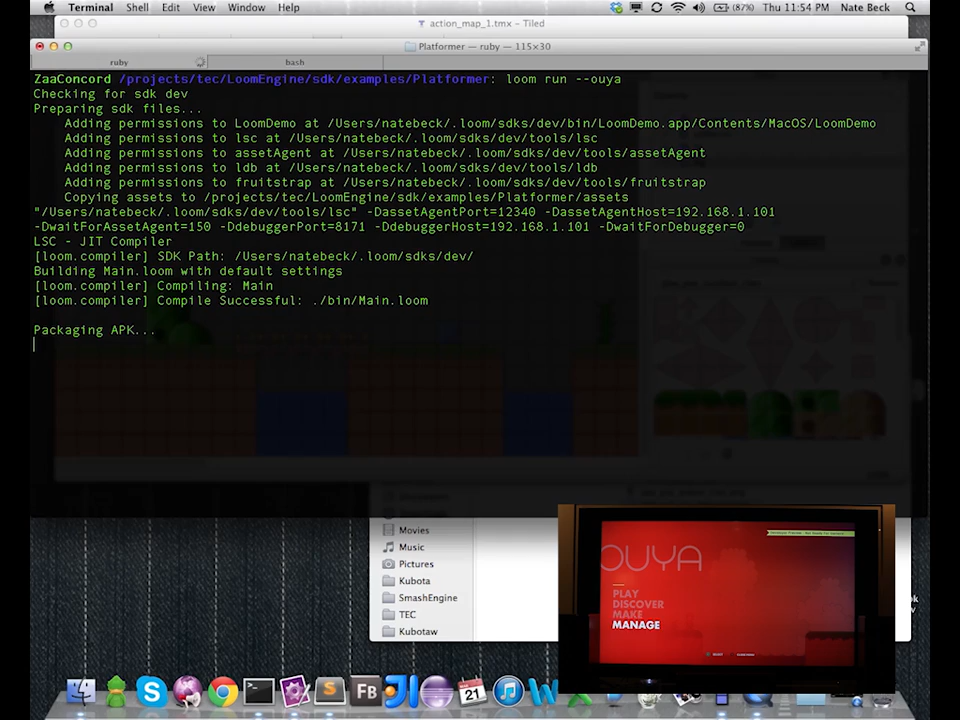 Terminal Shell Edit View Window Help (87%) Thu 11:54 PM Nate Beck
action_map_1.tmx - Tiled
Platformer — ruby — 115×30
ruby bash
ZaaConcord /projects/tec/LoomEngine/sdk/examples/Platformer: loom run --ouya
Checking for sdk dev
Preparing sdk files...
Adding permissions to LoomDemo at /Users/natebeck/.loom/sdks/dev/bin/LoomDemo.app/Contents/MacOS/LoomDemo
Adding permissions to lsc at /Users/natebeck/.loom/sdks/dev/tools/lsc
Adding permissions to assetAgent at /Users/natebeck/.loom/sdks/dev/tools/assetAgent
Adding permissions to ldb at /Users/natebeck/.loom/sdks/dev/tools/ldb
Adding permissions to fruitstrap at /Users/natebeck/.loom/sdks/dev/tools/fruitstrap
Copying assets to /projects/tec/LoomEngine/sdk/examples/Platformer/assets
"/Users/natebeck/.loom/sdks/dev/tools/lsc" -DassetAgentPort=12340 -DassetAgentHost=192.168.1.101
-DwaitForAssetAgent=150 -DdebuggerPort=8171 -DdebuggerHost=192.168.1.101 -DwaitForDebugger=0
LSC - JIT Compiler
[loom.compiler] SDK Path: /Users/natebeck/.loom/sdks/dev/
Building Main.loom with default settings
[loom.compiler] Compiling: Main
[loom.compiler] Compile Successful: ./bin/Main.loom
Packaging APK...
Movies
Music
Pictures
Kubota
SmashEngine
TEC
Kubotaw
OUYA
PLAY
DISCOVER
MAKE
MANAGE
FB
21